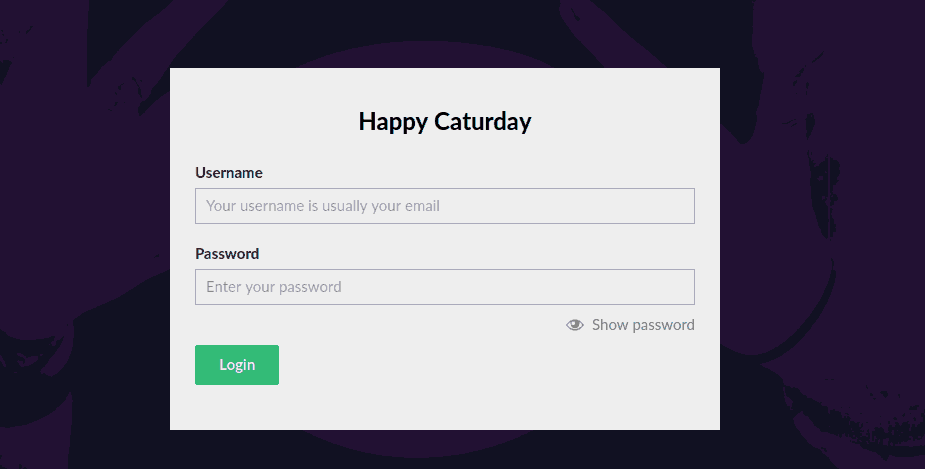 Happy Caturday
Username
Your username is usually your email
Password
Enter your password
Show password
Login